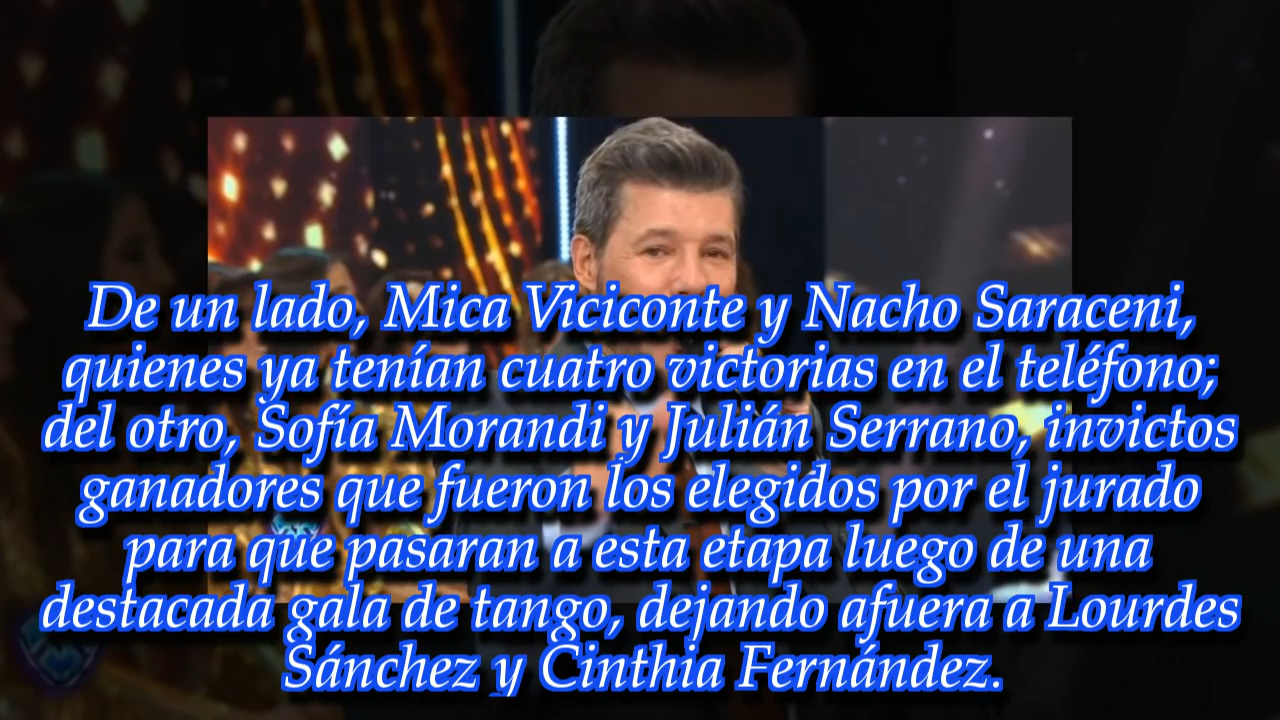 De un lado, Mica Viciconte y Nacho Saraceni,
quienes ya tenían cuatro victorias en el teléfono;
del otro, Sofía Morandi y Julián Serrano, invictos
ganadores que fueron los elegidos por el jurado
para que pasaran a esta etapa luego de una
destacada gala de tango, dejando afuera a Lourdes
Sánchez y Cinthia Fernández.